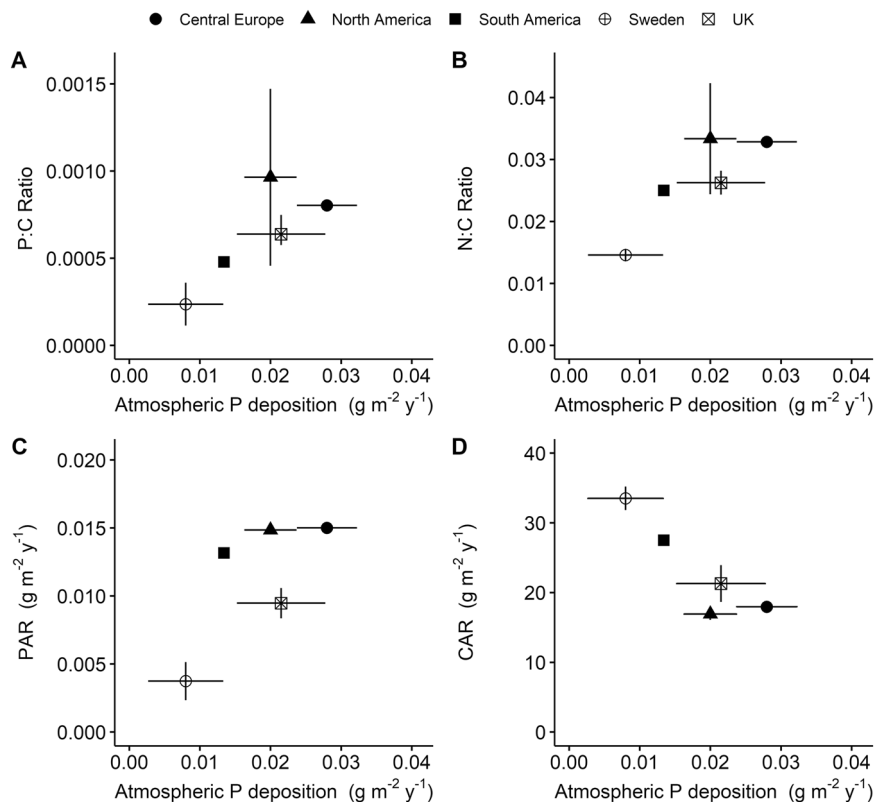 Central Europe North America South America Sweden UK
A
0.0015
0.0010
0.0005
0.0000
P:C Ratio
0.00 0.01 0.02 0.03 0.04
Atmospheric P deposition (g m⁻² y⁻¹)
B
0.04
0.03
0.02
0.01
0.00
N:C Ratio
0.00 0.01 0.02 0.03 0.04
Atmospheric P deposition (g m⁻² y⁻¹)
C
0.020
0.015
0.010
0.005
0.000
PAR (g m⁻² y⁻¹)
0.00 0.01 0.02 0.03 0.04
Atmospheric P deposition (g m⁻² y⁻¹)
D
40
30
20
10
0
CAR (g m⁻² y⁻¹)
0.00 0.01 0.02 0.03 0.04
Atmospheric P deposition (g m⁻² y⁻¹)